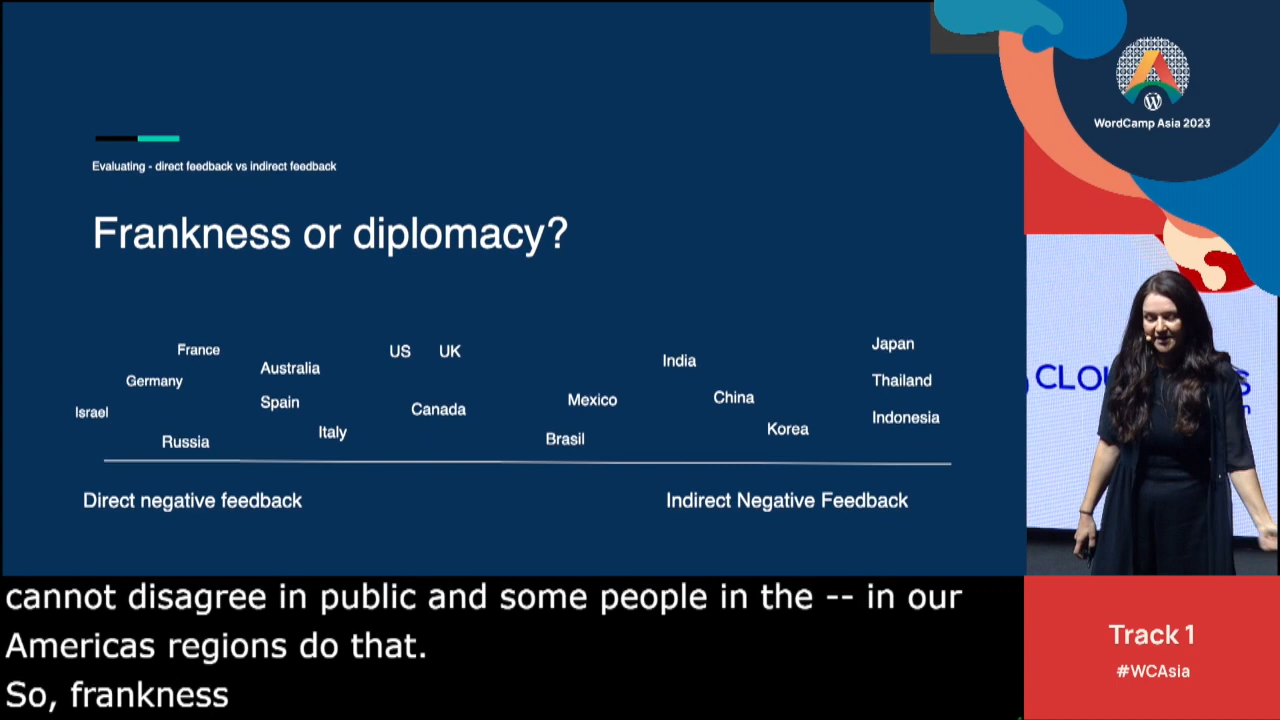 Evaluating - direct feedback vs indirect feedback
Frankness or diplomacy?
France
Germany
Israel
Russia
Australia
Spain
Italy
US
UK
Canada
Mexico
Brasil
India
China
Korea
Japan
Thailand
Indonesia
Direct negative feedback
Indirect Negative Feedback
WordCamp Asia 2023
CLO
Track 1
#WCAsia
cannot disagree in public and some people in the -- in our
Americas regions do that.
So, frankness